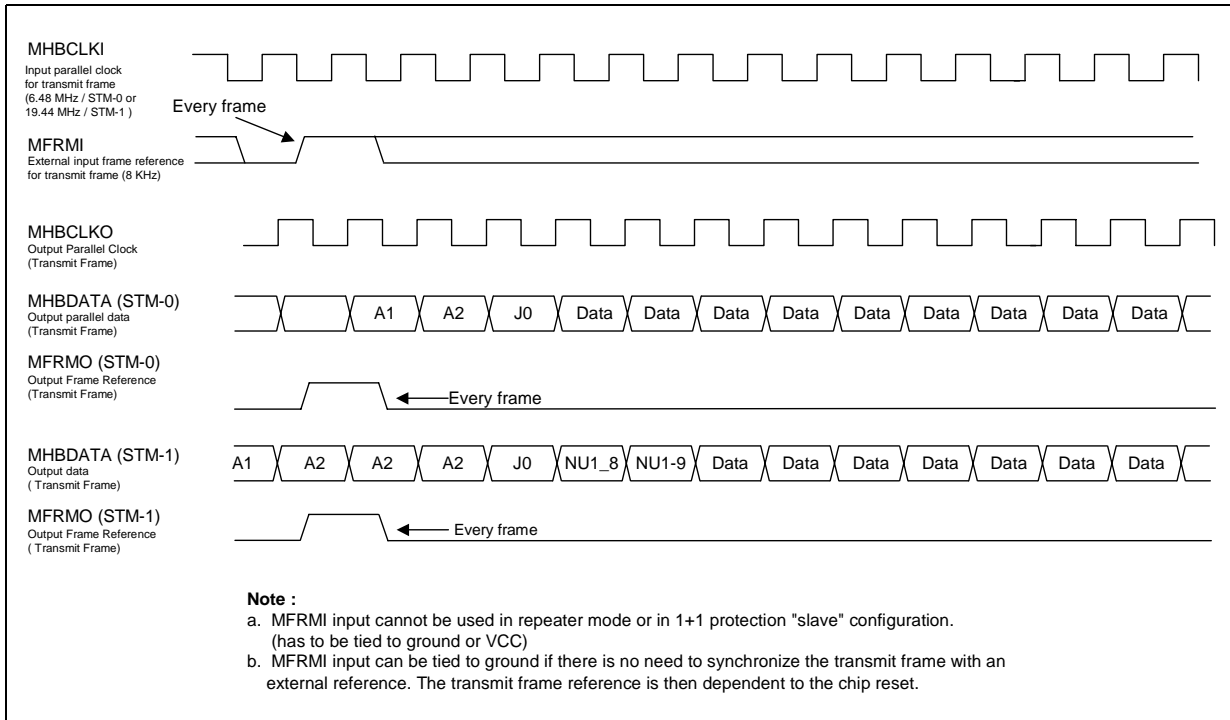 MHBCLKI
Input parallel clock
for transmit frame
(6.48 MHz / STM-0 or
19.44 MHz / STM-1 )
Every frame
MFRMI
External input frame reference
for transmit frame (8 KHz)
MHBCLKO
Output Parallel Clock
(Transmit Frame)
MHBDATA (STM-0)
Output parallel data
(Transmit Frame)
A1 A2 J0 Data Data Data Data Data Data Data Data
MFRMO (STM-0)
Output Frame Reference
(Transmit Frame)
Every frame
MHBDATA (STM-1)
Output data
( Transmit Frame)
A1 A2 A2 A2 J0 NU1_8 NU1-9 Data Data Data Data Data Data
MFRMO (STM-1)
Output Frame Reference
( Transmit Frame)
Every frame
Note :
a. MFRMI input cannot be used in repeater mode or in 1+1 protection "slave" configuration.
(has to be tied to ground or VCC)
b. MFRMI input can be tied to ground if there is no need to synchronize the transmit frame with an
external reference. The transmit frame reference is then dependent to the chip reset.